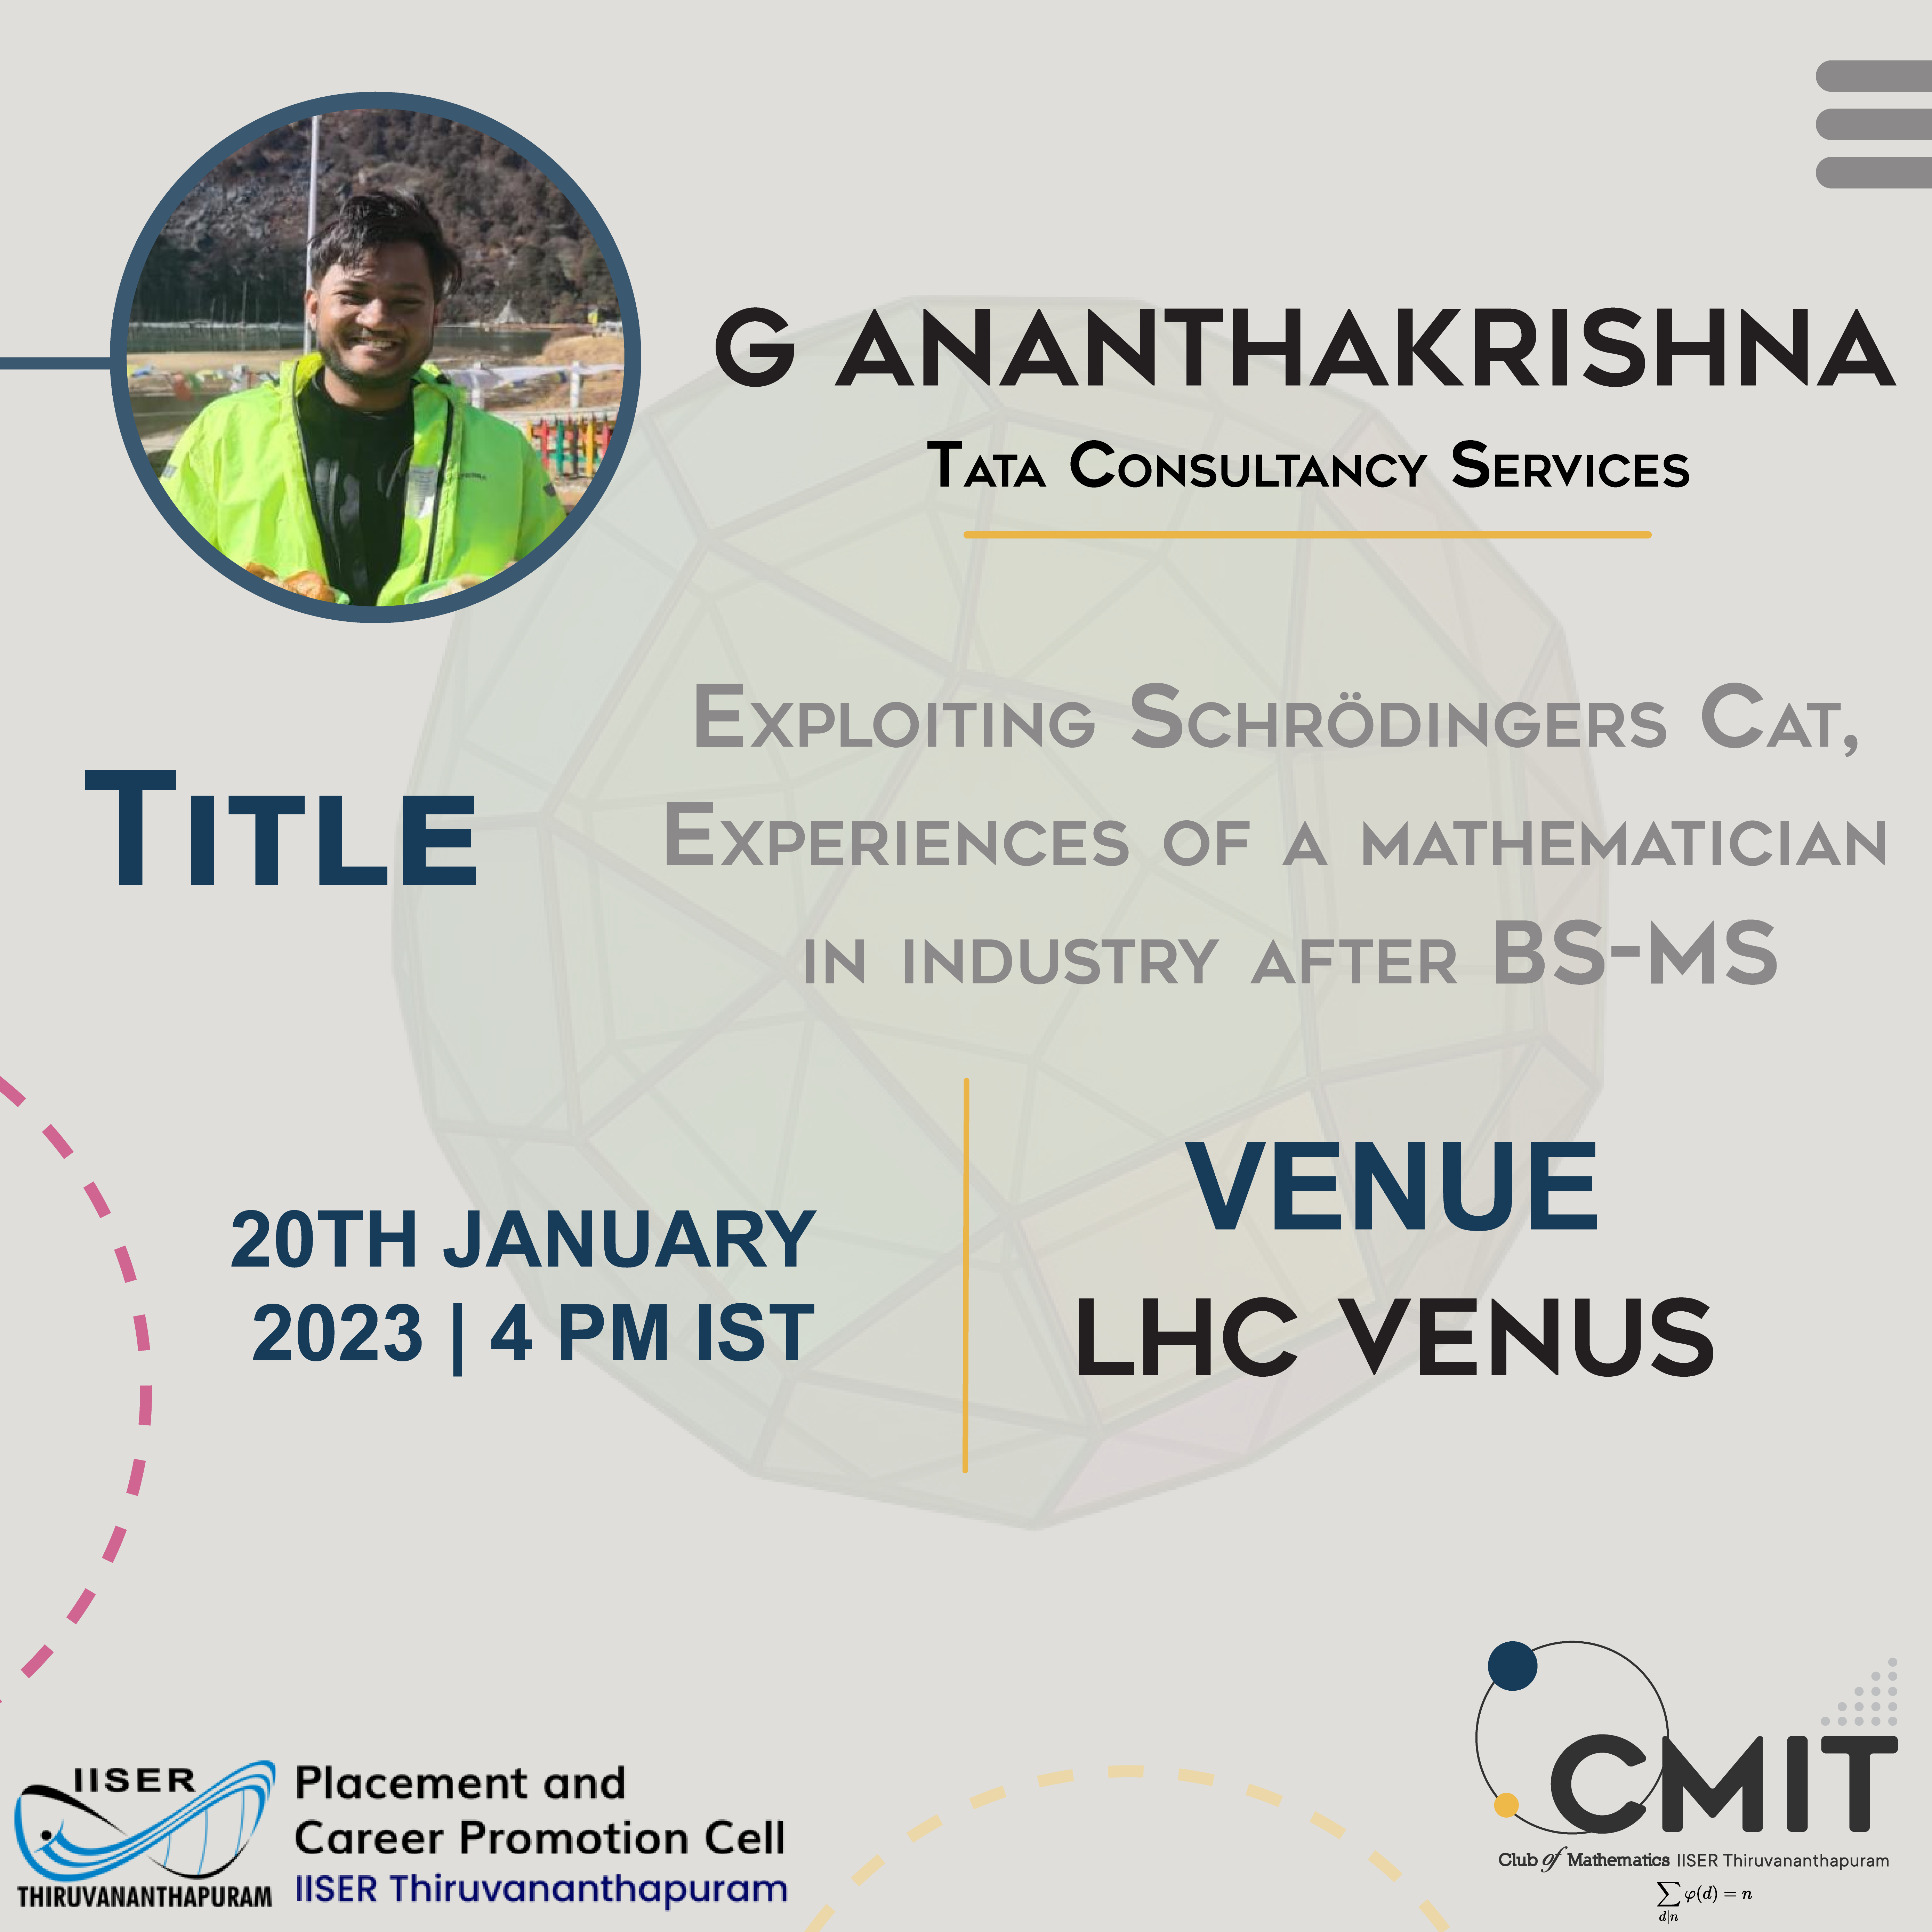 G ANANTHAKRISHNA
Tata Consultancy Services
Title
Exploiting Schrödingers Cat,
Experiences of a mathematician
in industry after BS-MS
20TH JANUARY
2023 | 4 PM IST
VENUE
LHC VENUS
IISER
THIRUVANANTHAPURAM
Placement and
Career Promotion Cell
IISER Thiruvananthapuram
CMIT
Club of Mathematics IISER Thiruvananthapuram
∑ φ(d) = n
d|n